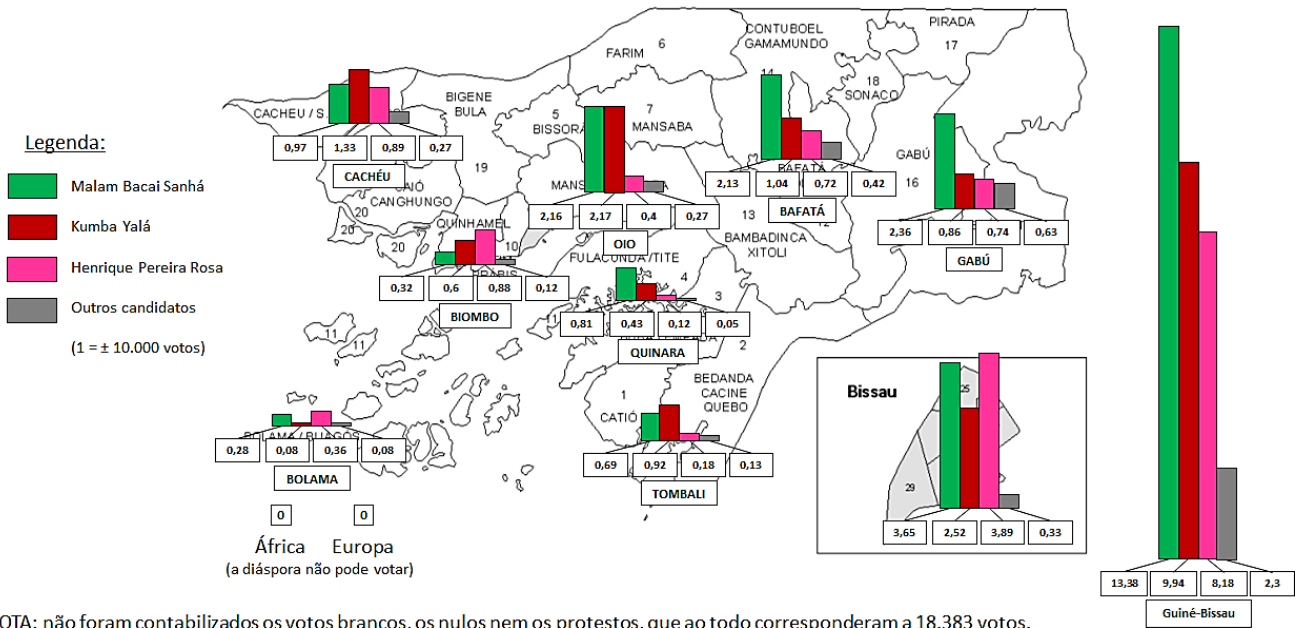 PIRADA
17
CONTUBOEL
GAMAMUNDO
FARIM
6
14
18
SONACO
CACHEU / S.
BIGENE
BULA
5
BISSORA
7
MANSABA
Legenda:
Malam Bacai Sanhá
Kumba Yalá
Henrique Pereira Rosa
Outros candidatos
(1 = ± 10.000 votos)
0,97
1,33
0,89
0,27
CACHÉU
19
CANGHUNGO
20
20
20
QUINHAMEL
10
0,32
0,6
0,88
0,12
BIOMBO
MANS
2,16
2,17
0,4
0,27
OIO
FULACUNDA /TITE
4
3
2
BAFATÁ
2,13
1,04
0,72
0,42
BAFATÁ
13
12
BAMBADINCA
XITOLI
GABÚ
16
2,36
0,86
0,74
0,63
GABÚ
0,81
0,43
0,12
0,05
QUINARA
11
11
11
BOLAMA / BIJAGÓS
0,28
0,08
0,36
0,08
BOLAMA
1
CATIÓ
BEDANDA
CACINE
QUEBO
0,69
0,92
0,18
0,13
TOMBALI
Bissau
25
29
3,65
2,52
3,89
0,33
13,38
9,94
8,18
2,3
Guiné-Bissau
0
0
África
Europa
(a diáspora não pode votar)
OTA: não foram contabilizados os votos brancos, os nulos nem os protestos, que ao todo corresponderam a 18.383 votos.